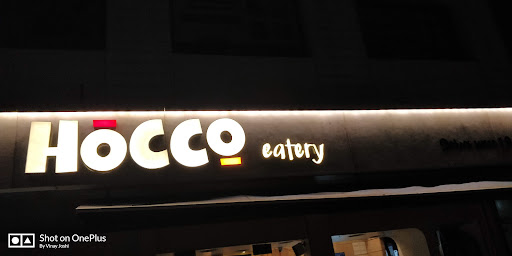 HOCCO eatery
Shot on OnePlus
By Vinay Joshi